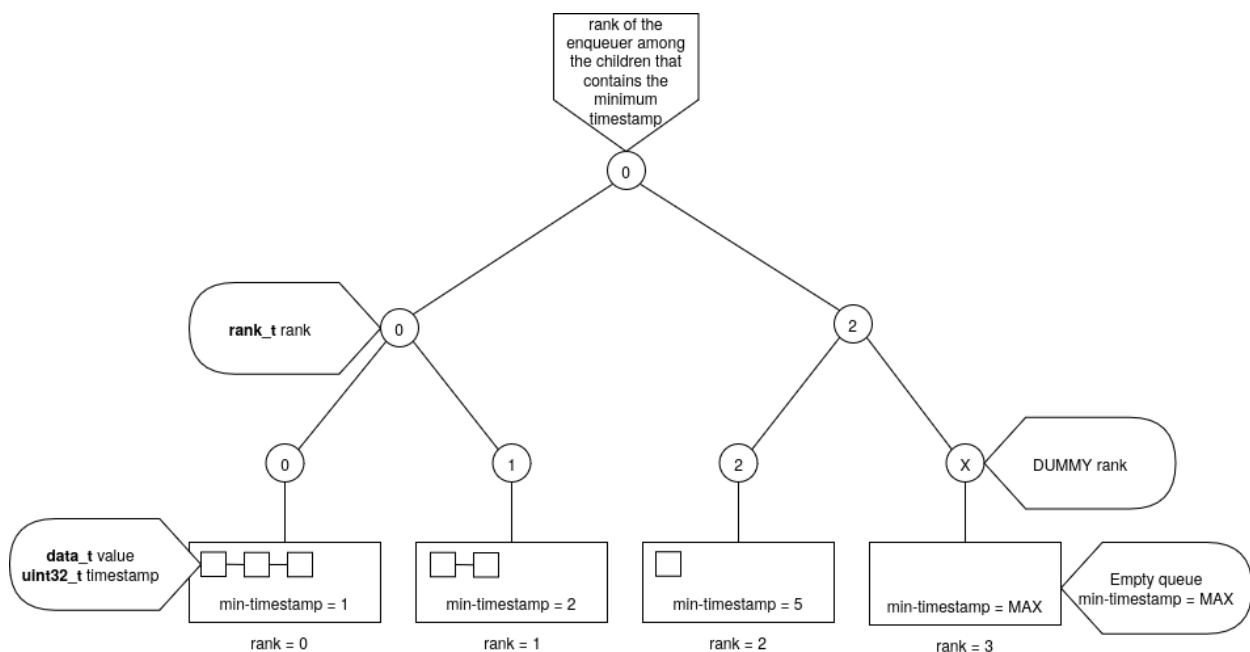 rank of the
enqueuer among
the children that
contains the
minimum
timestamp
0
rank_t rank
0
2
0
1
2
X
DUMMY rank
data_t value
uint32_t timestamp
min-timestamp = 1
min-timestamp = 2
min-timestamp = 5
min-timestamp = MAX
Empty queue
min-timestamp = MAX
rank = 0
rank = 1
rank = 2
rank = 3